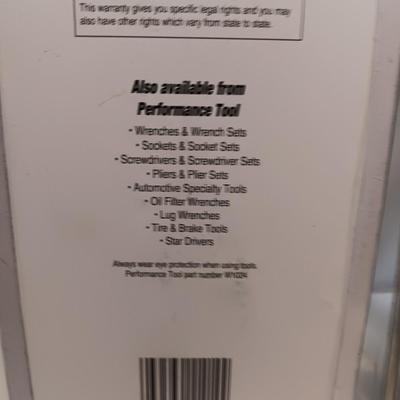 This warranty gives you specific legal rights and you may
also have other rights which vary from state to state.
Also available from
Performance Tool
• Wrenches & Wrench Sets
• Sockets & Socket Sets
• Screwdrivers & Screwdriver Sets
• Pliers & Plier Sets
• Automotive Specialty Tools
• Oil Filter Wrenches
• Lug Wrenches
• Tire & Brake Tools
• Star Drivers
Always wear eye protection when using tools.
Performance Tool part number W1024